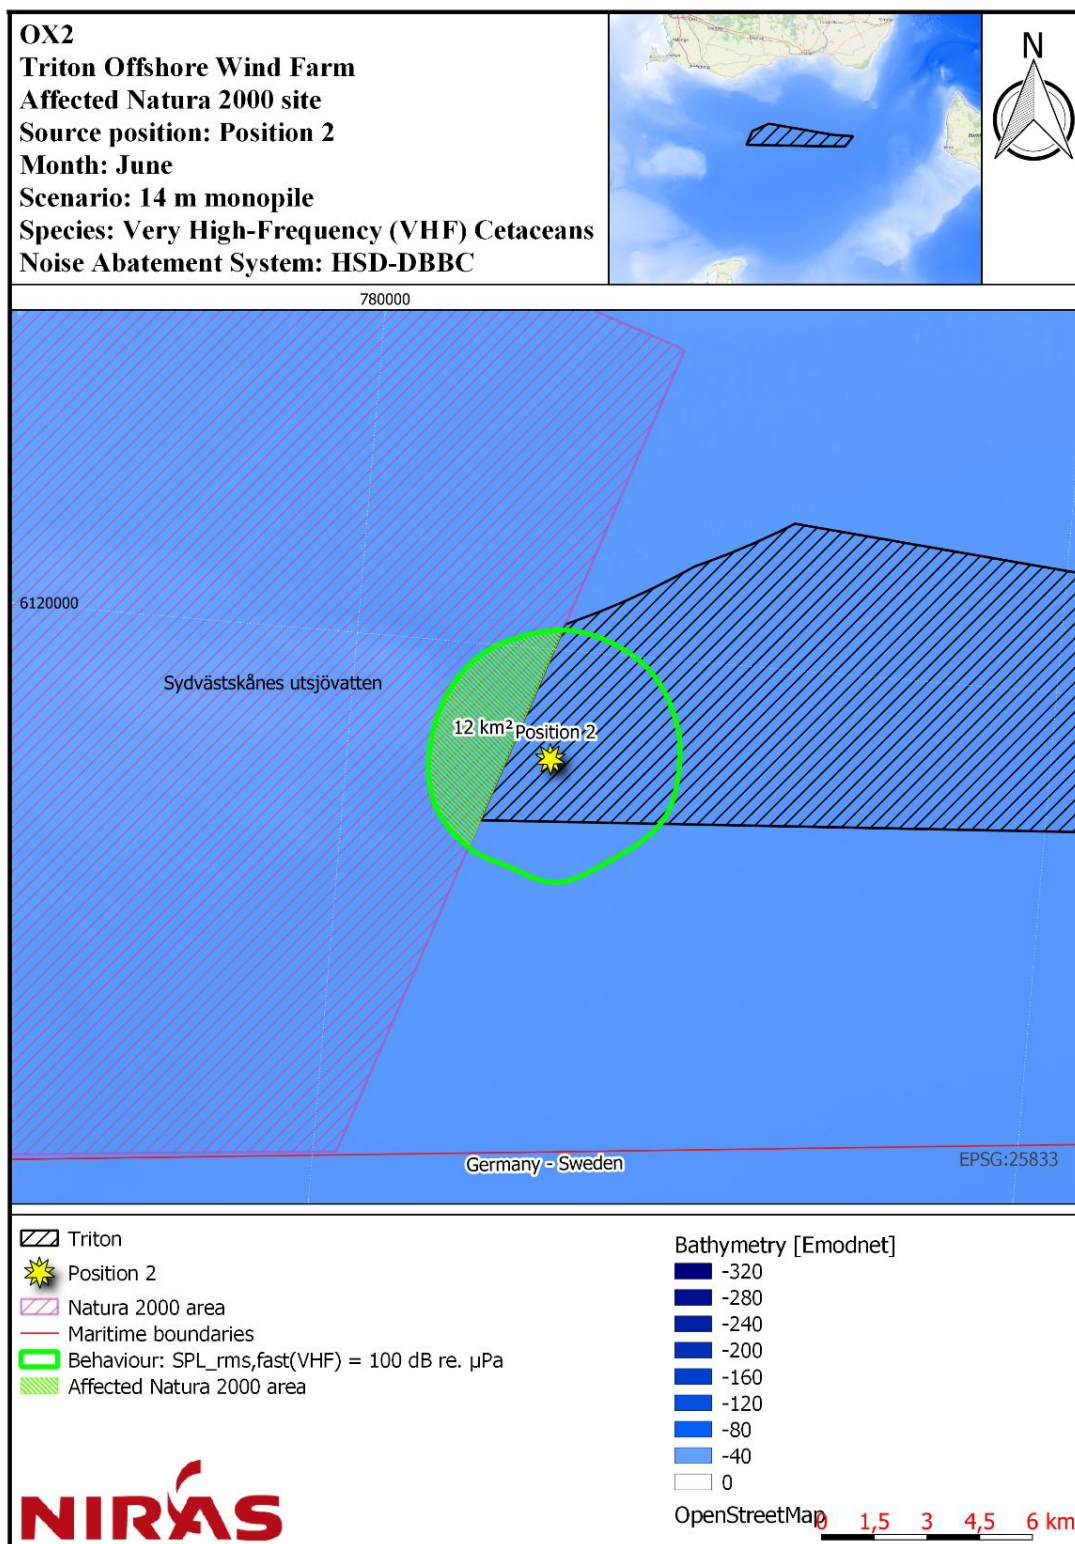 OX2
Triton Offshore Wind Farm
Affected Natura 2000 site
Source position: Position 2
Month: June
Scenario: 14 m monopile
Species: Very High-Frequency (VHF) Cetaceans
Noise Abatement System: HSD-DBBC
N
780000
6120000
Sydvästskånes utsjövatten
12 km²
Position 2
Germany - Sweden
EPSG:25833
Triton
Position 2
Natura 2000 area
Maritime boundaries
Behaviour: SPL_rms,fast(VHF) = 100 dB re. µPa
Affected Natura 2000 area
Bathymetry [Emodnet]
-320
-280
-240
-200
-160
-120
-80
-40
0
OpenStreetMap
0 1,5 3 4,5 6 km
NIRAS